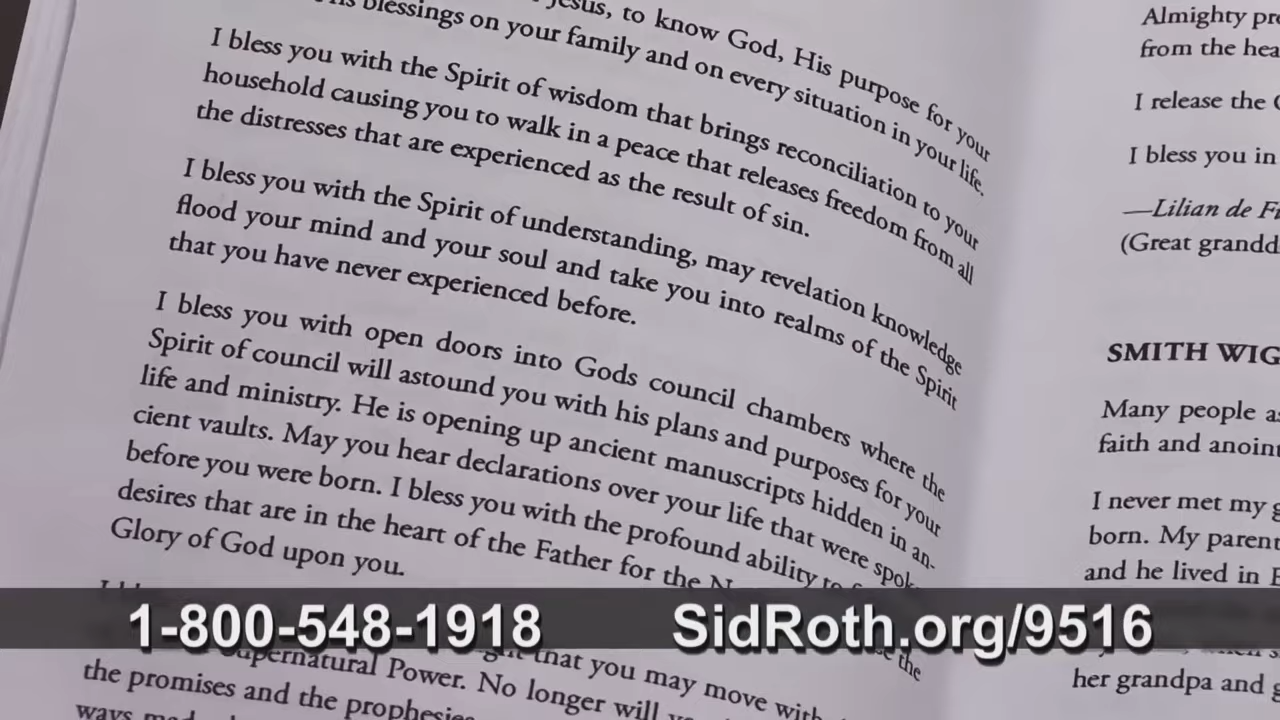 Jesus, to know God, His purpose for your
blessings on your family and on every situation in your life.
I bless you with the Spirit of wisdom that brings reconciliation to your
household causing you to walk in a peace that releases freedom from all
the distresses that are experienced as the result of sin.
I bless you with the Spirit of understanding, may revelation knowledge
flood your mind and your soul and take you into realms of the Spirit
that you have never experienced before.
I bless you with open doors into Gods council chambers where the
Spirit of council will astound you with his plans and purposes for your
life and ministry. He is opening up ancient manuscripts hidden in an-
cient vaults. May you hear declarations over your life that were
before you were born. I bless you with the profound ability to
desires that are in the heart of the Father for the
the
Glory of God upon you.
that you may move with
Supernatural Power. No longer will
the promises and the
Almighty
from the
I release the
I bless you in
—Lilian de
(Great
SMITH
Many people
faith and
I never met my
born. My
and he lived in
her grandpa and
1-800-548-1918 SidRoth.org/9516